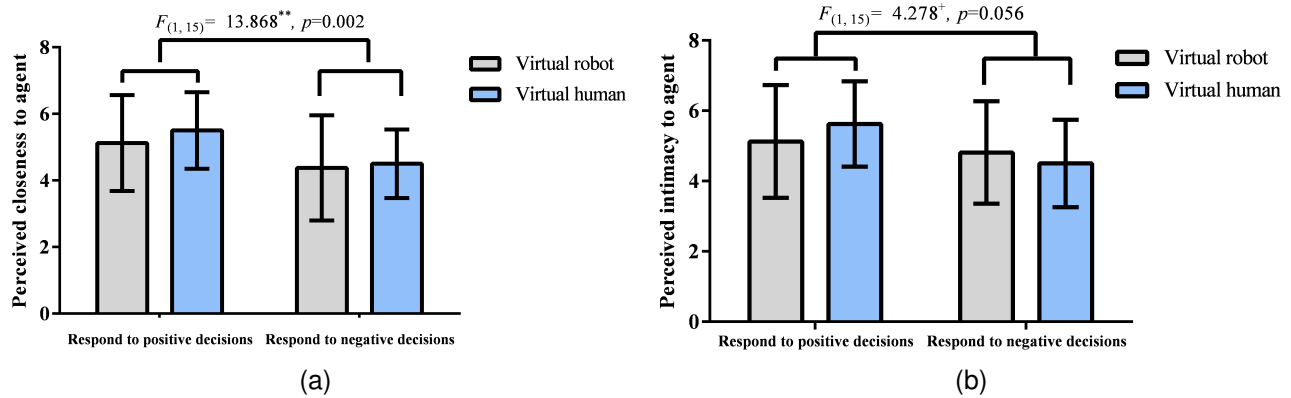 F(1, 15)= 13.868**, p=0.002
Perceived closeness to agent
8
6
4
2
0
Virtual robot
Virtual human
Respond to positive decisions
Respond to negative decisions
(a)
F(1, 15)= 4.278+, p=0.056
Perceived intimacy to agent
8
6
4
2
0
Virtual robot
Virtual human
Respond to positive decisions
Respond to negative decisions
(b)